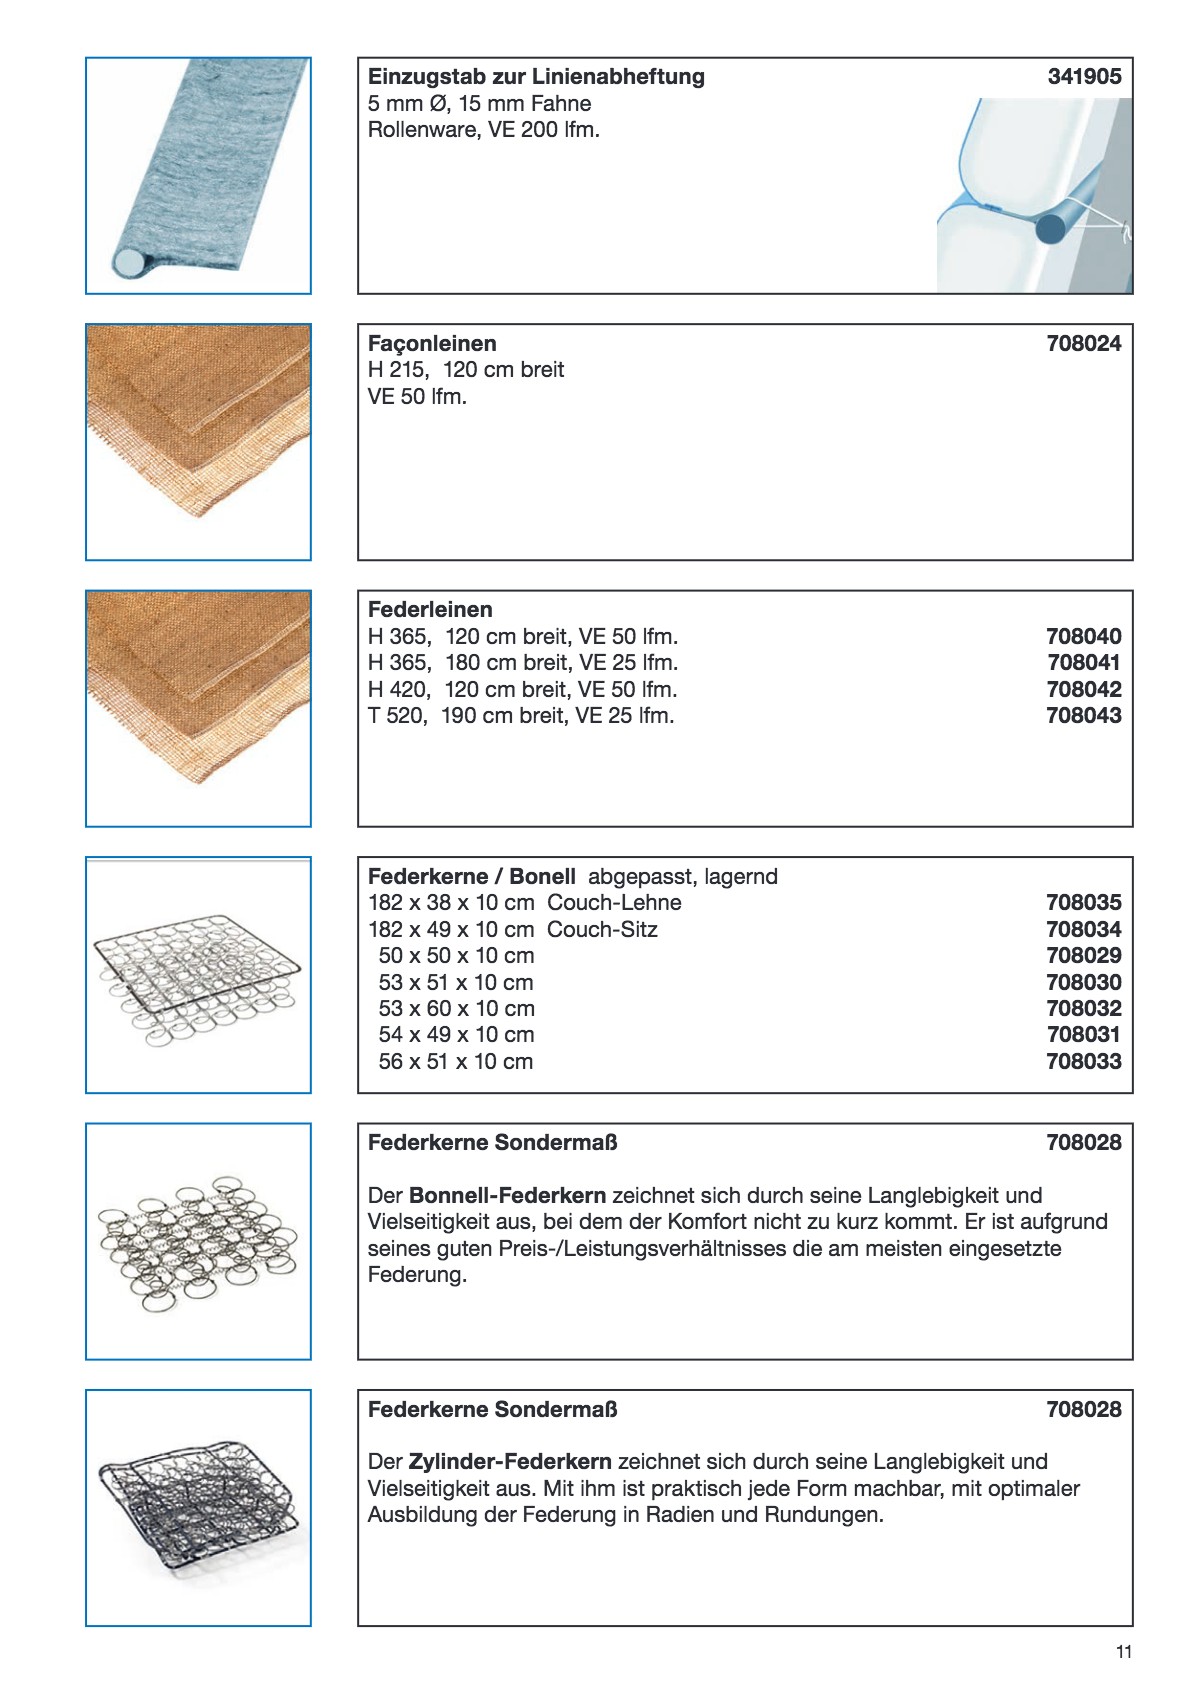 Einzugstab zur Linienabheftung 341905
5 mm Ø, 15 mm Fahne
Rollenware, VE 200 lfm.
Façonleinen 708024
H 215, 120 cm breit
VE 50 lfm.
Federleinen
H 365, 120 cm breit, VE 50 lfm. 708040
H 365, 180 cm breit, VE 25 lfm. 708041
H 420, 120 cm breit, VE 50 lfm. 708042
T 520, 190 cm breit, VE 25 lfm. 708043
Federkerne / Bonell abgepasst, lagernd
182 x 38 x 10 cm Couch-Lehne 708035
182 x 49 x 10 cm Couch-Sitz 708034
50 x 50 x 10 cm 708029
53 x 51 x 10 cm 708030
53 x 60 x 10 cm 708032
54 x 49 x 10 cm 708031
56 x 51 x 10 cm 708033
Federkerne Sondermaß 708028
Der Bonnell-Federkern zeichnet sich durch seine Langlebigkeit und
Vielseitigkeit aus, bei dem der Komfort nicht zu kurz kommt. Er ist aufgrund
seines guten Preis-/Leistungsverhältnisses die am meisten eingesetzte
Federung.
Federkerne Sondermaß 708028
Der Zylinder-Federkern zeichnet sich durch seine Langlebigkeit und
Vielseitigkeit aus. Mit ihm ist praktisch jede Form machbar, mit optimaler
Ausbildung der Federung in Radien und Rundungen.
11